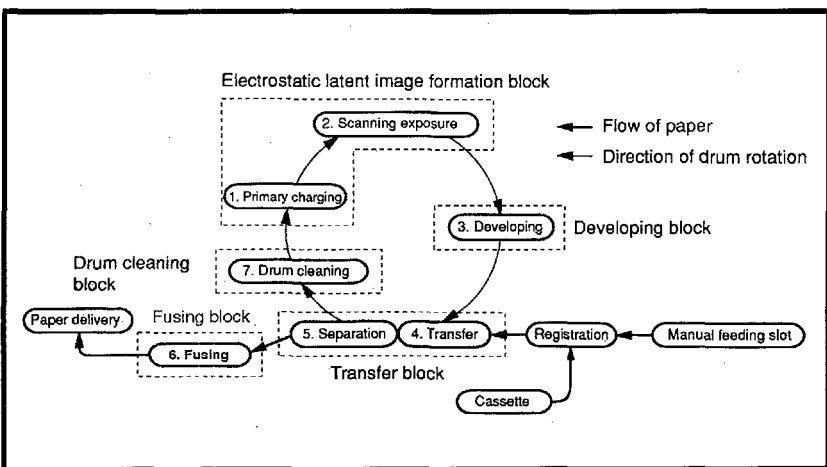 Electrostatic latent image formation block
2. Scanning exposure
Flow of paper
Direction of drum rotation
1. Primary charging
3. Developing
Developing block
7. Drum cleaning
Drum cleaning
block
Paper delivery
Fusing block
6. Fusing
5. Separation
4. Transfer
Registration
Manual feeding slot
Transfer block
Cassette